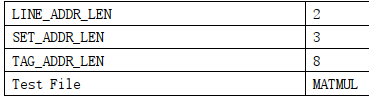 LINE_ADDR_LEN 2
SET_ADDR_LEN 3
TAG_ADDR_LEN 8
Test File MATMUL